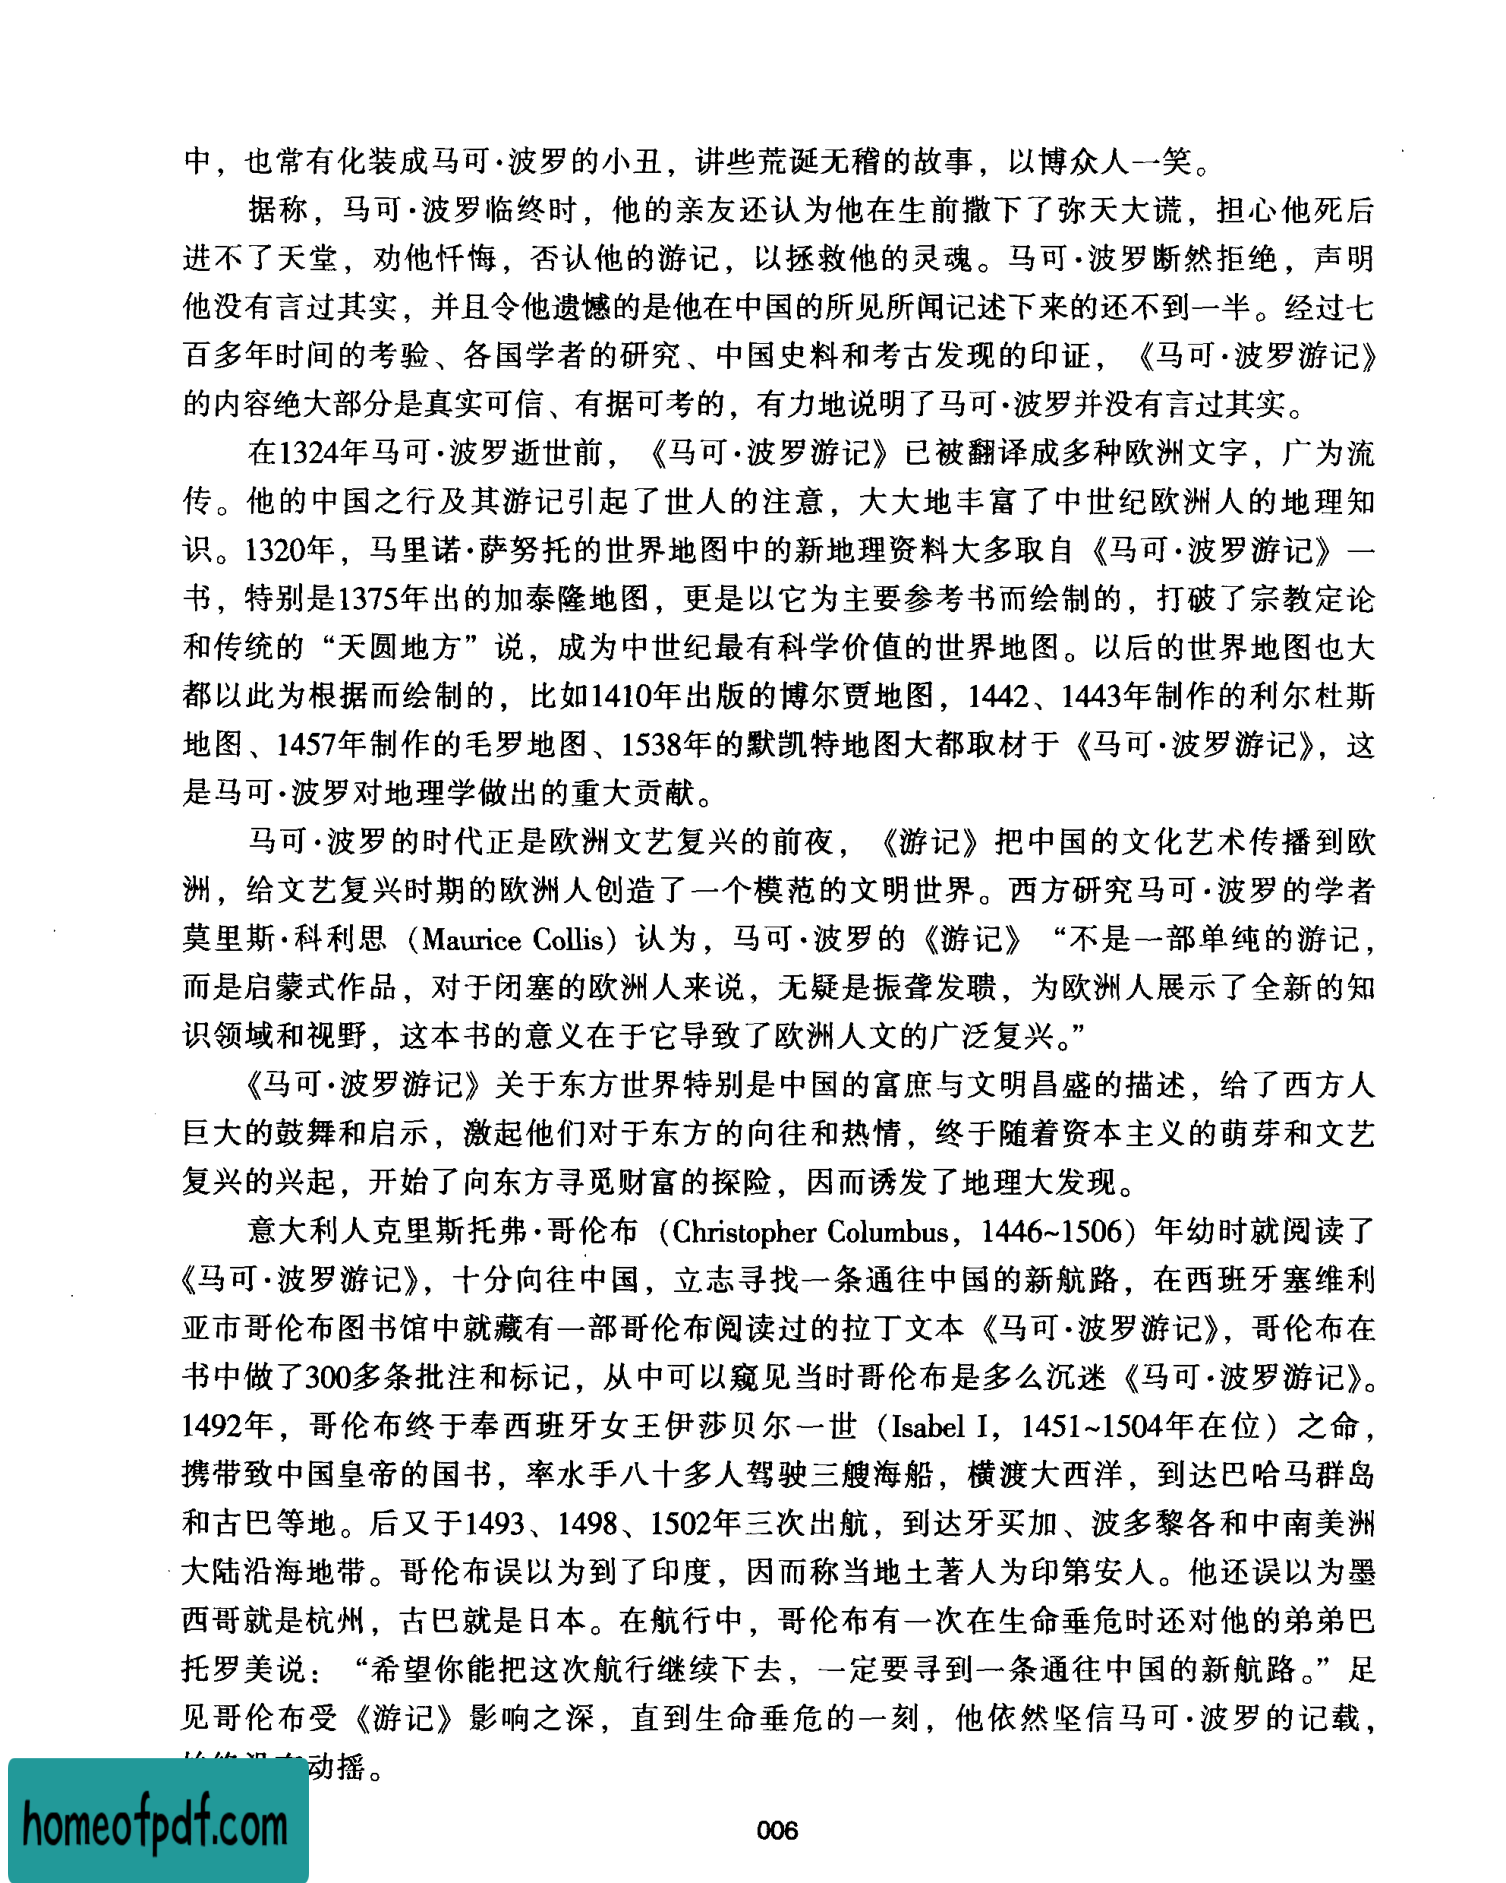 中，也常有化装成马可·波罗的小丑，讲些荒诞无稽的故事，以博众人一笑。
据称，马可·波罗临终时，他的亲友还认为他在生前撒下了弥天大谎，担心他死后
进不了天堂，劝他忏悔，否认他的游记，以拯救他的灵魂。马可·波罗断然拒绝，声明
他没有言过其实，并且令他遗憾的是他在中国的所见所闻记述下来的还不到一半。经过七
百多年时间的考验、各国学者的研究、中国史料和考古发现的印证，《马可·波罗游记》
的内容绝大部分是真实可信、有据可考的，有力地说明了马可·波罗并没有言过其实。
在1324年马可·波罗逝世前，《马可·波罗游记》已被翻译成多种欧洲文字，广为流
传。他的中国之行及其游记引起了世人的注意，大大地丰富了中世纪欧洲人的地理知
识。1320年，马里诺·萨努托的世界地图中的新地理资料大多取自《马可·波罗游记》一
书，特别是1375年出的加泰隆地图，更是以它为主要参考书而绘制的，打破了宗教定论
和传统的“天圆地方”说，成为中世纪最有科学价值的世界地图。以后的世界地图也大
都以此为根据而绘制的，比如1410年出版的博尔贾地图，1442、1443年制作的利尔杜斯
地图、1457年制作的毛罗地图、1538年的默凯特地图大都取材于《马可·波罗游记》，这
是马可·波罗对地理学做出的重大贡献。
马可·波罗的时代正是欧洲文艺复兴的前夜，《游记》把中国的文化艺术传播到欧
洲，给文艺复兴时期的欧洲人创造了一个模范的文明世界。西方研究马可·波罗的学者
莫里斯·科利思（Maurice Collis）认为，马可·波罗的《游记》“不是一部单纯的游记，
而是启蒙式作品，对于闭塞的欧洲人来说，无疑是振聋发聩，为欧洲人展示了全新的知
识领域和视野，这本书的意义在于它导致了欧洲人文的广泛复兴。”
《马可·波罗游记》关于东方世界特别是中国的富庶与文明昌盛的描述，给了西方人
巨大的鼓舞和启示，激起他们对于东方的向往和热情，终于随着资本主义的萌芽和文艺
复兴的兴起，开始了向东方寻觅财富的探险，因而诱发了地理大发现。
意大利人克里斯托弗·哥伦布（Christopher Columbus，1446~1506）年幼时就阅读了
《马可·波罗游记》，十分向往中国，立志寻找一条通往中国的新航路，在西班牙塞维利
亚市哥伦布图书馆中就藏有一部哥伦布阅读过的拉丁文本《马可·波罗游记》，哥伦布在
书中做了300多条批注和标记，从中可以窥见当时哥伦布是多么沉迷《马可·波罗游记》。
1492年，哥伦布终于奉西班牙女王伊莎贝尔一世（Isabel I，1451~1504年在位）之命，
携带致中国皇帝的国书，率水手八十多人驾驶三艘海船，横渡大西洋，到达巴哈马群岛
和古巴等地。后又于1493、1498、1502年三次出航，到达牙买加、波多黎各和中南美洲
大陆沿海地带。哥伦布误以为到了印度，因而称当地土著人为印第安人。他还误以为墨
西哥就是杭州，古巴就是日本。在航行中，哥伦布有一次在生命垂危时还对他的弟弟巴
托罗美说：“希望你能把这次航行继续下去，一定要寻到一条通往中国的新航路。”足
见哥伦布受《游记》影响之深，直到生命垂危的一刻，他依然坚信马可·波罗的记载，
动摇。
homeofpdf.com
006